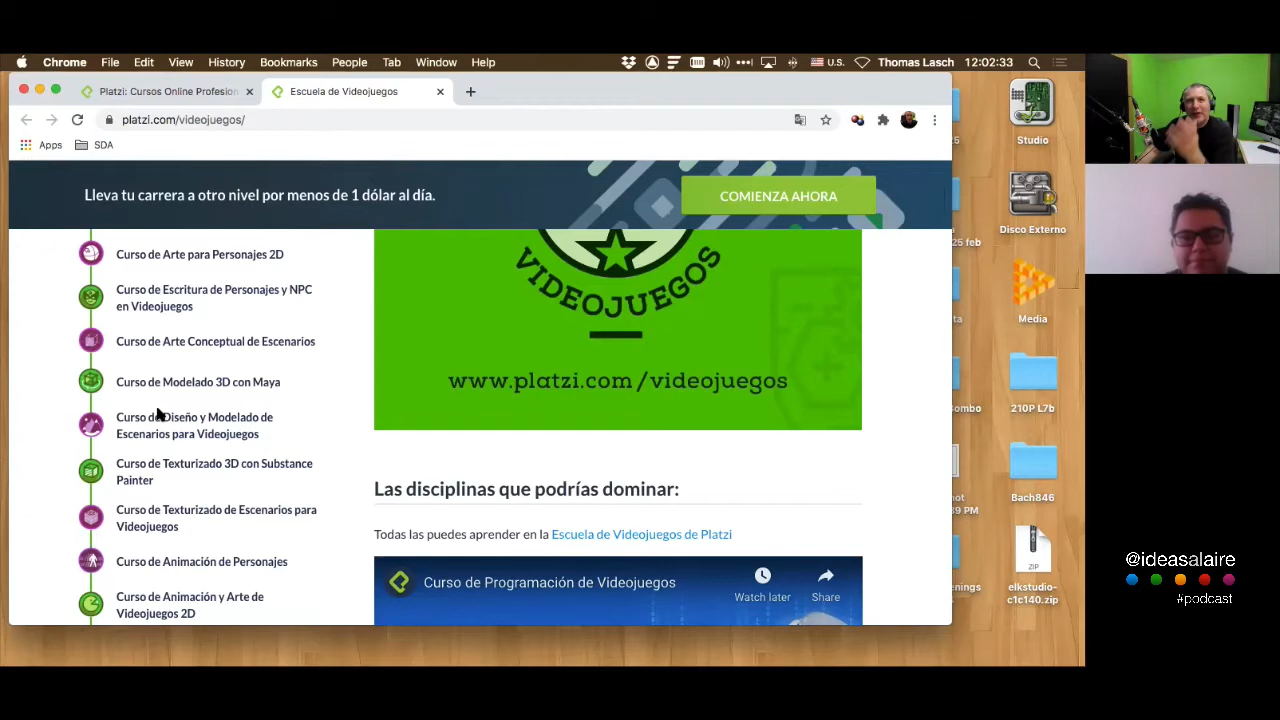 Chrome File Edit View History Bookmarks People Tab Window Help U.S. Thomas Lasch 12:02:33
Platzi: Cursos Online Profesion
Escuela de Videojuegos
platzi.com/videojuegos/
Apps
SDA
Lleva tu carrera a otro nivel por menos de 1 dólar al día.
COMIENZA AHORA
Curso de Arte para Personajes 2D
Curso de Escritura de Personajes y NPC
en Videojuegos
Curso de Arte Conceptual de Escenarios
Curso de Modelado 3D con Maya
Curso de Diseño y Modelado de
Escenarios para Videojuegos
Curso de Texturizado 3D con Substance
Painter
Curso de Texturizado de Escenarios para
Videojuegos
Curso de Animación de Personajes
Curso de Animación y Arte de
Videojuegos 2D
VIDEOJUEGOS
www.platzi.com/videojuegos
Las disciplinas que podrías dominar:
Todas las puedes aprender en la Escuela de Videojuegos de Platzi
Curso de Programación de Videojuegos
Watch later
Share
Studio
Disco Externo
25 feb
Media
210P L7b
Bach846
ZIP
elkstudio-
c1c140.zip
@ideasalaire
#podcast